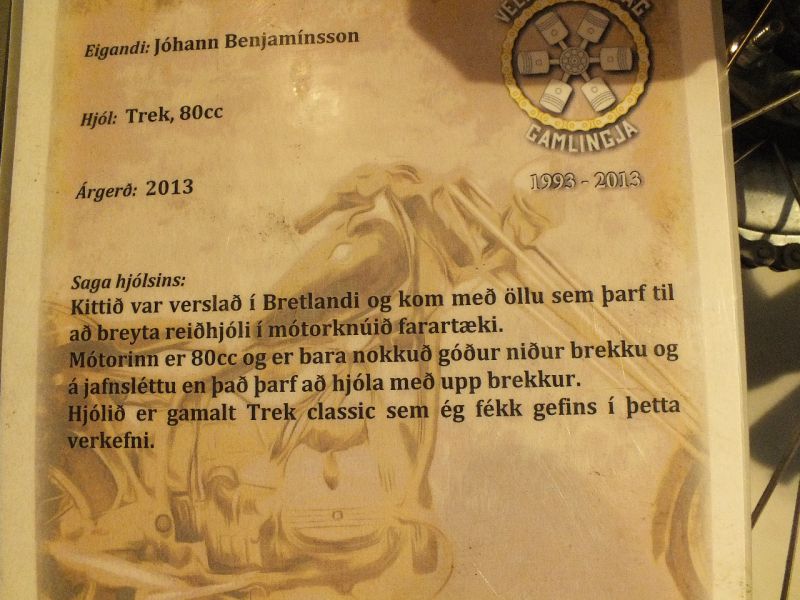 Eigandi: Jóhann Benjamínsson
Hjól: Trek, 80cc
Árgerð: 2013
GAMLINGJA
1993 - 2013
Saga hjólsins:
Kittið var verslað í Bretlandi og kom með öllu sem þarf til
að breyta reiðhjóli í mótorknúið farartæki.
Mótorinn er 80cc og er bara nokkuð góður niður brekku og
á jafnsléttu en það þarf að hjóla með upp brekkur.
Hjólið er gamalt Trek classic sem ég fékk gefins í þetta
verkefni.